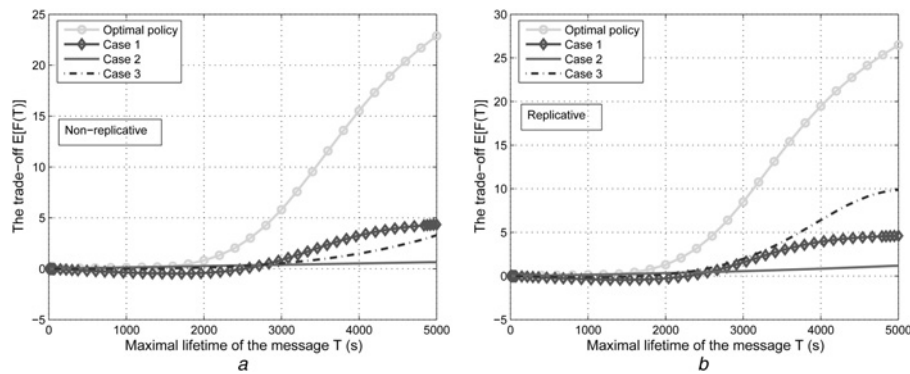 25
20
15
10
5
0
−5
The trade−off E[F(T)]
Optimal policy
Case 1
Case 2
Case 3
Non−replicative
0
1000
2000
3000
4000
5000
Maximal lifetime of the message T (s)
a
30
25
20
15
10
5
0
−5
The trade−off E[F(T)]
Optimal policy
Case 1
Case 2
Case 3
Replicative
0
1000
2000
3000
4000
5000
Maximal lifetime of the message T (s)
b